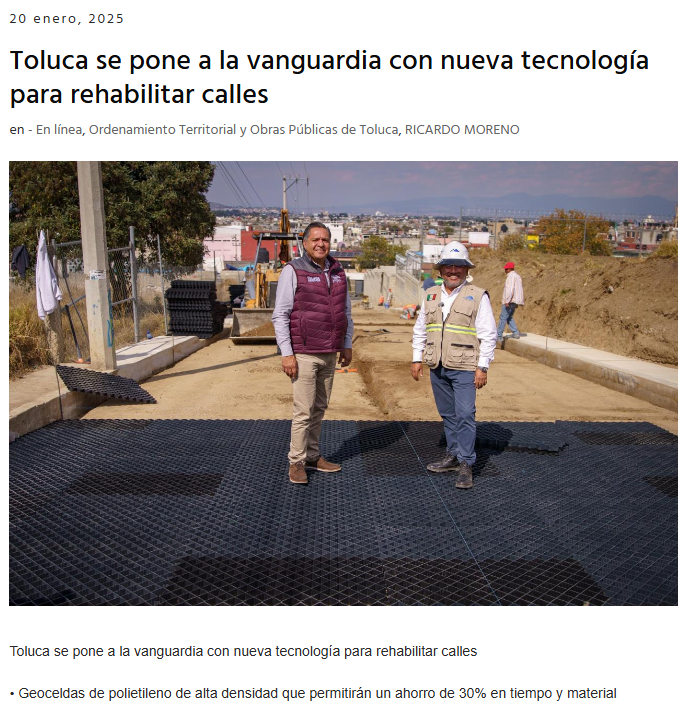 20 enero, 2025
Toluca se pone a la vanguardia con nueva tecnología
para rehabilitar calles
en - En línea, Ordenamiento Territorial y Obras Públicas de Toluca, RICARDO MORENO
Toluca se pone a la vanguardia con nueva tecnología para rehabilitar calles
• Geoceldas de polietileno de alta densidad que permitirán un ahorro de 30% en tiempo y material